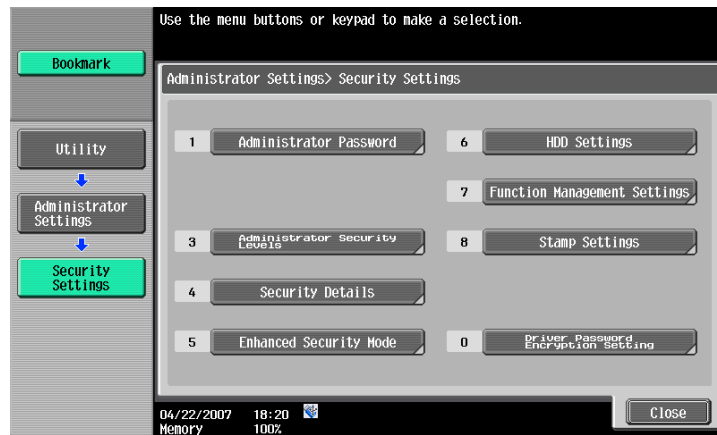 Use the menu buttons or keypad to make a selection.
Bookmark
Administrator Settings> Security Settings
Utility
Administrator
Settings
Security
Settings
1 Administrator Password
6 HDD Settings
7 Function Management Settings
3 Administrator Security
Levels
8 Stamp Settings
4 Security Details
5 Enhanced Security Mode
0 Driver Password
Encryption Setting
04/22/2007 18:20
Memory 100%
Close